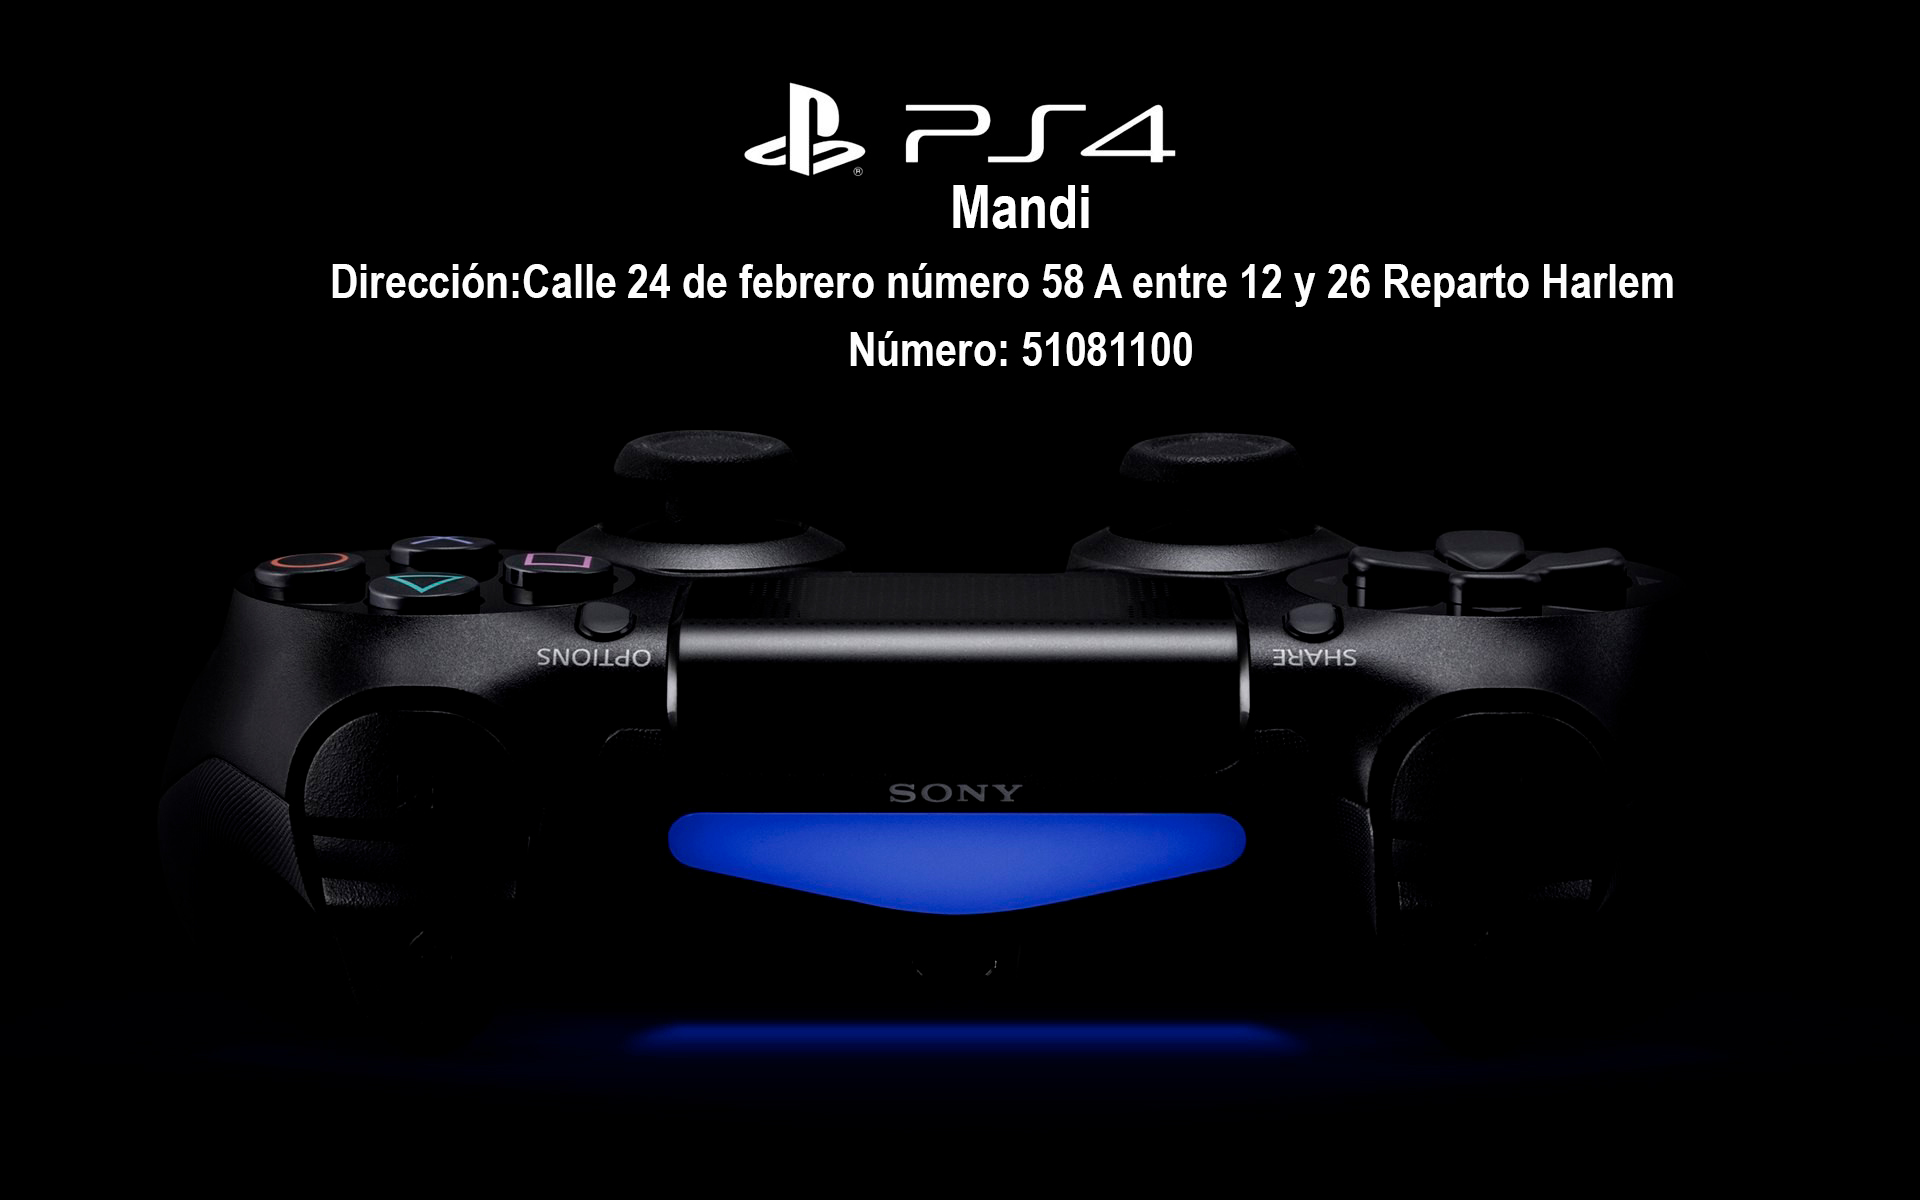 PS4
Mandi
Dirección:Calle 24 de febrero número 58 A entre 12 y 26 Reparto Harlem
Número: 51081100
OPTIONS
SHARE
SONY